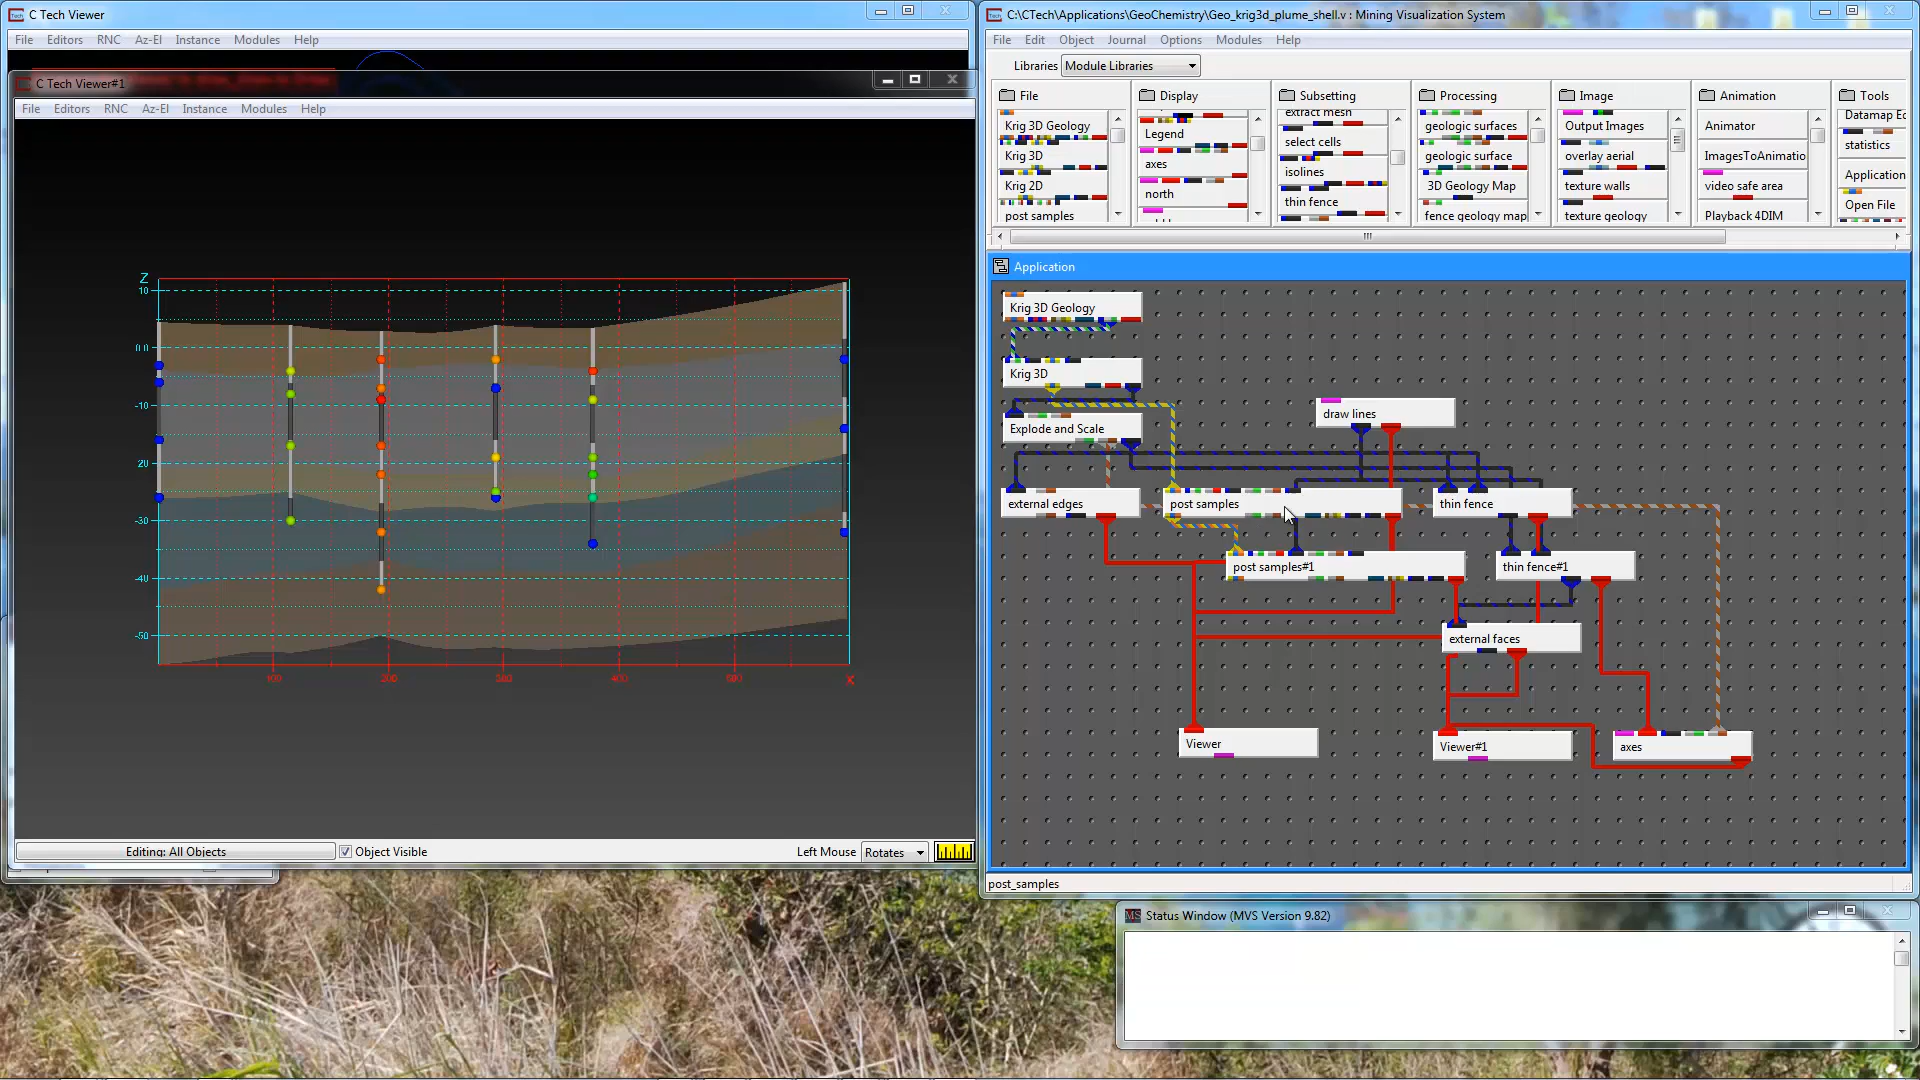 C Tech Viewer
File Editors RNC Az-El Instance Modules Help
C Tech Viewer#1
File Editors RNC Az-El Instance Modules Help
Z
10
0.0
-10
20
-30
-40
-50
100 200 300 400 500 X
Editing: All Objects
Object Visible
Left Mouse Rotates
C:\CTech\Applications\GeoChemistry\Geo_krig3d_plume_shell.v : Mining Visualization System
File Edit Object Journal Options Modules Help
Libraries Module Libraries
File
Krig 3D Geology
Krig 3D
Krig 2D
post samples
Display
Legend
axes
north
Subsetting
extract mesh
select cells
isolines
thin fence
Processing
geologic surfaces
geologic surface
3D Geology Map
fence geology map
Image
Output Images
overlay aerial
texture walls
texture geology
Animation
Animator
ImagesToAnimatio
video safe area
Playback 4DIM
Tools
Datamap Ec
statistics
Application
Open File
Application
Krig 3D Geology
Krig 3D
draw lines
Explode and Scale
external edges
post samples
thin fence
post samples#1
thin fence#1
external faces
Viewer
Viewer#1
axes
post_samples
MS Status Window (MVS Version 9.82)